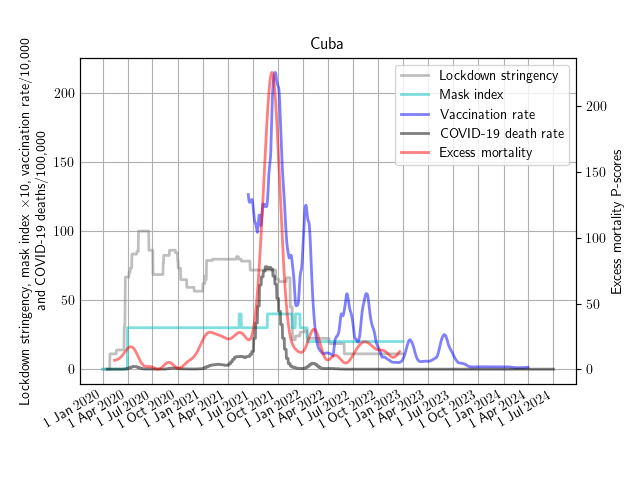 Cuba
Lockdown stringency, mask index ×10, vaccination rate/10,000
and COVID-19 deaths/100,000
200
150
100
50
0
Lockdown stringency
Mask index
Vaccination rate
COVID-19 death rate
Excess mortality
200
150
100
50
0
Excess mortality P-scores
1 Jan 2020
1 Apr 2020
1 Jul 2020
1 Oct 2020
1 Jan 2021
1 Apr 2021
1 Jul 2021
1 Oct 2021
1 Jan 2022
1 Apr 2022
1 Jul 2022
1 Oct 2022
1 Jan 2023
1 Apr 2023
1 Jul 2023
1 Oct 2023
1 Jan 2024
1 Apr 2024
1 Jul 2024